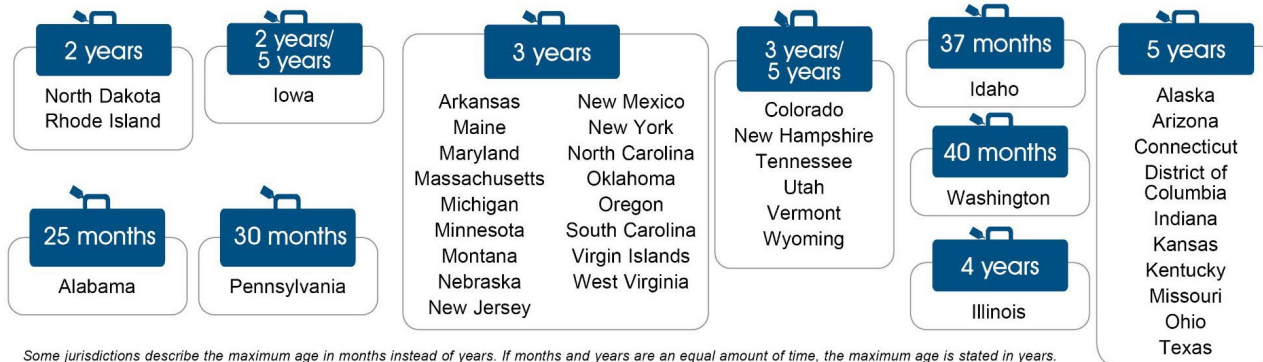 2 years
North Dakota
Rhode Island
2 years/
5 years
Iowa
25 months
Alabama
30 months
Pennsylvania
3 years
Arkansas
Maine
Maryland
Massachusetts
Michigan
Minnesota
Montana
Nebraska
New Jersey
New Mexico
New York
North Carolina
Oklahoma
Oregon
South Carolina
Virgin Islands
West Virginia
3 years/
5 years
Colorado
New Hampshire
Tennessee
Utah
Vermont
Wyoming
37 months
Idaho
40 months
Washington
4 years
Illinois
5 years
Alaska
Arizona
Connecticut
District of
Columbia
Indiana
Kansas
Kentucky
Missouri
Ohio
Texas
Some jurisdictions describe the maximum age in months instead of years. If months and years are an equal amount of time, the maximum age is stated in years.